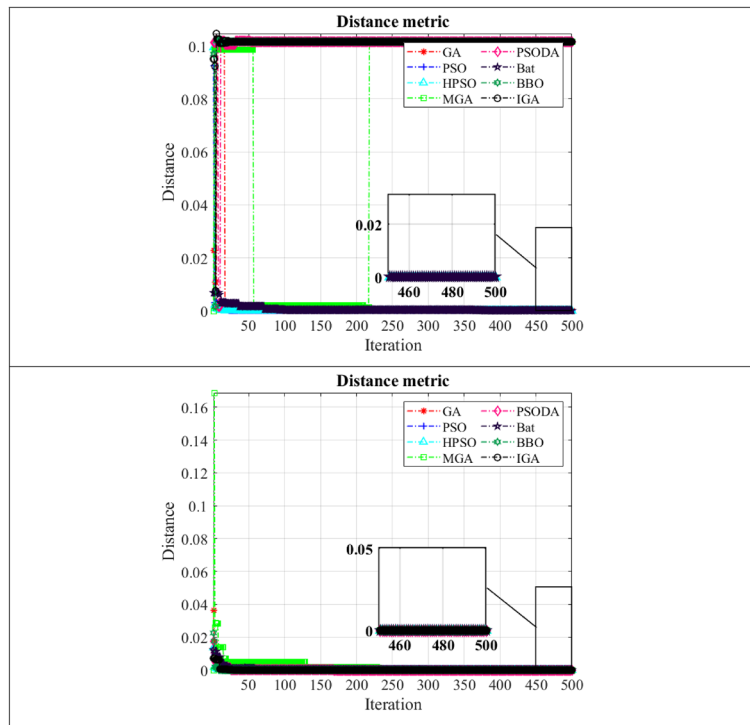 Distance metric
0.1
0.08
0.06
0.04
0.02
0
Distance
GA PSODA
PSO Bat
HPSO BBO
MGA IGA
0.02
0
460 480 500
50 100 150 200 250 300 350 400 450 500
Iteration
Distance metric
0.16
0.14
0.12
0.1
0.08
0.06
0.04
0.02
0
Distance
GA PSODA
PSO Bat
HPSO BBO
MGA IGA
0.05
0
460 480 500
50 100 150 200 250 300 350 400 450 500
Iteration